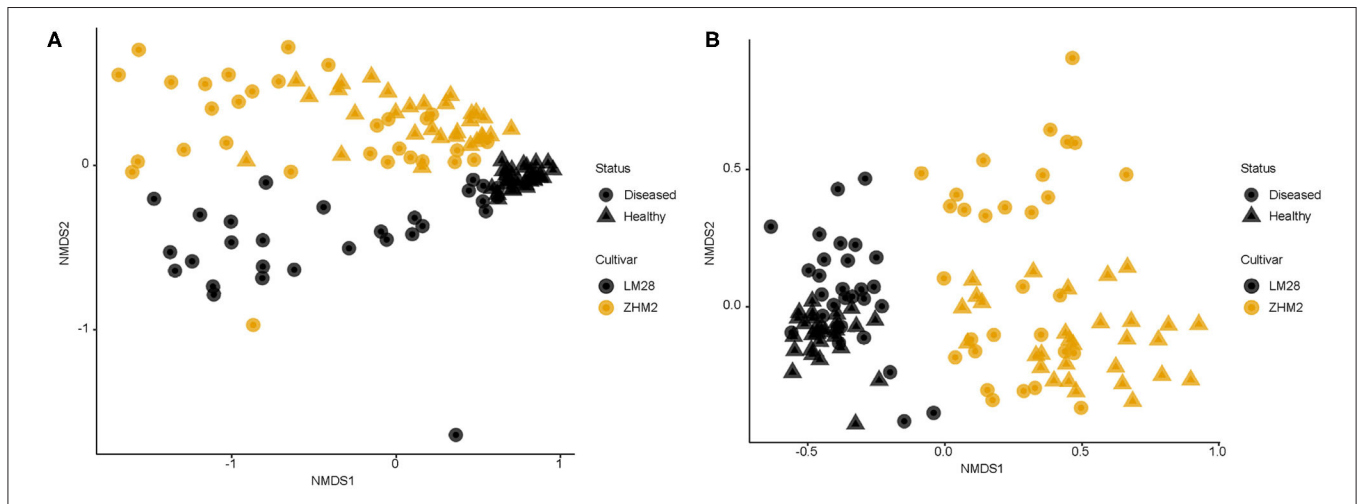 A
NMDS2
0
-1
-1
0
1
NMDS1
Status
Diseased
Healthy
Cultivar
LM28
ZHM2
B
NMDS2
0.5
0.0
-0.5
0.0
0.5
1.0
NMDS1
Status
Diseased
Healthy
Cultivar
LM28
ZHM2